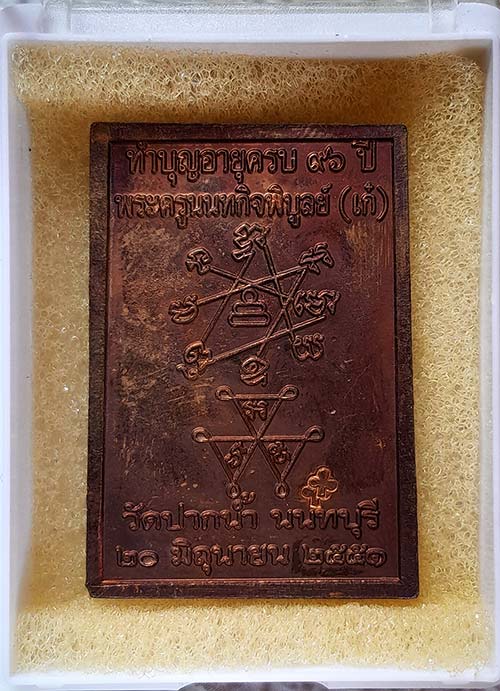 ทำบุญอายุครบ ๙๖ ปี
พระครูนนทกิจพิบูลย์ (เก๋)
วัดปากน้ำ นนทบุรี
๒๐ มิถุนายน ๒๕๕๑